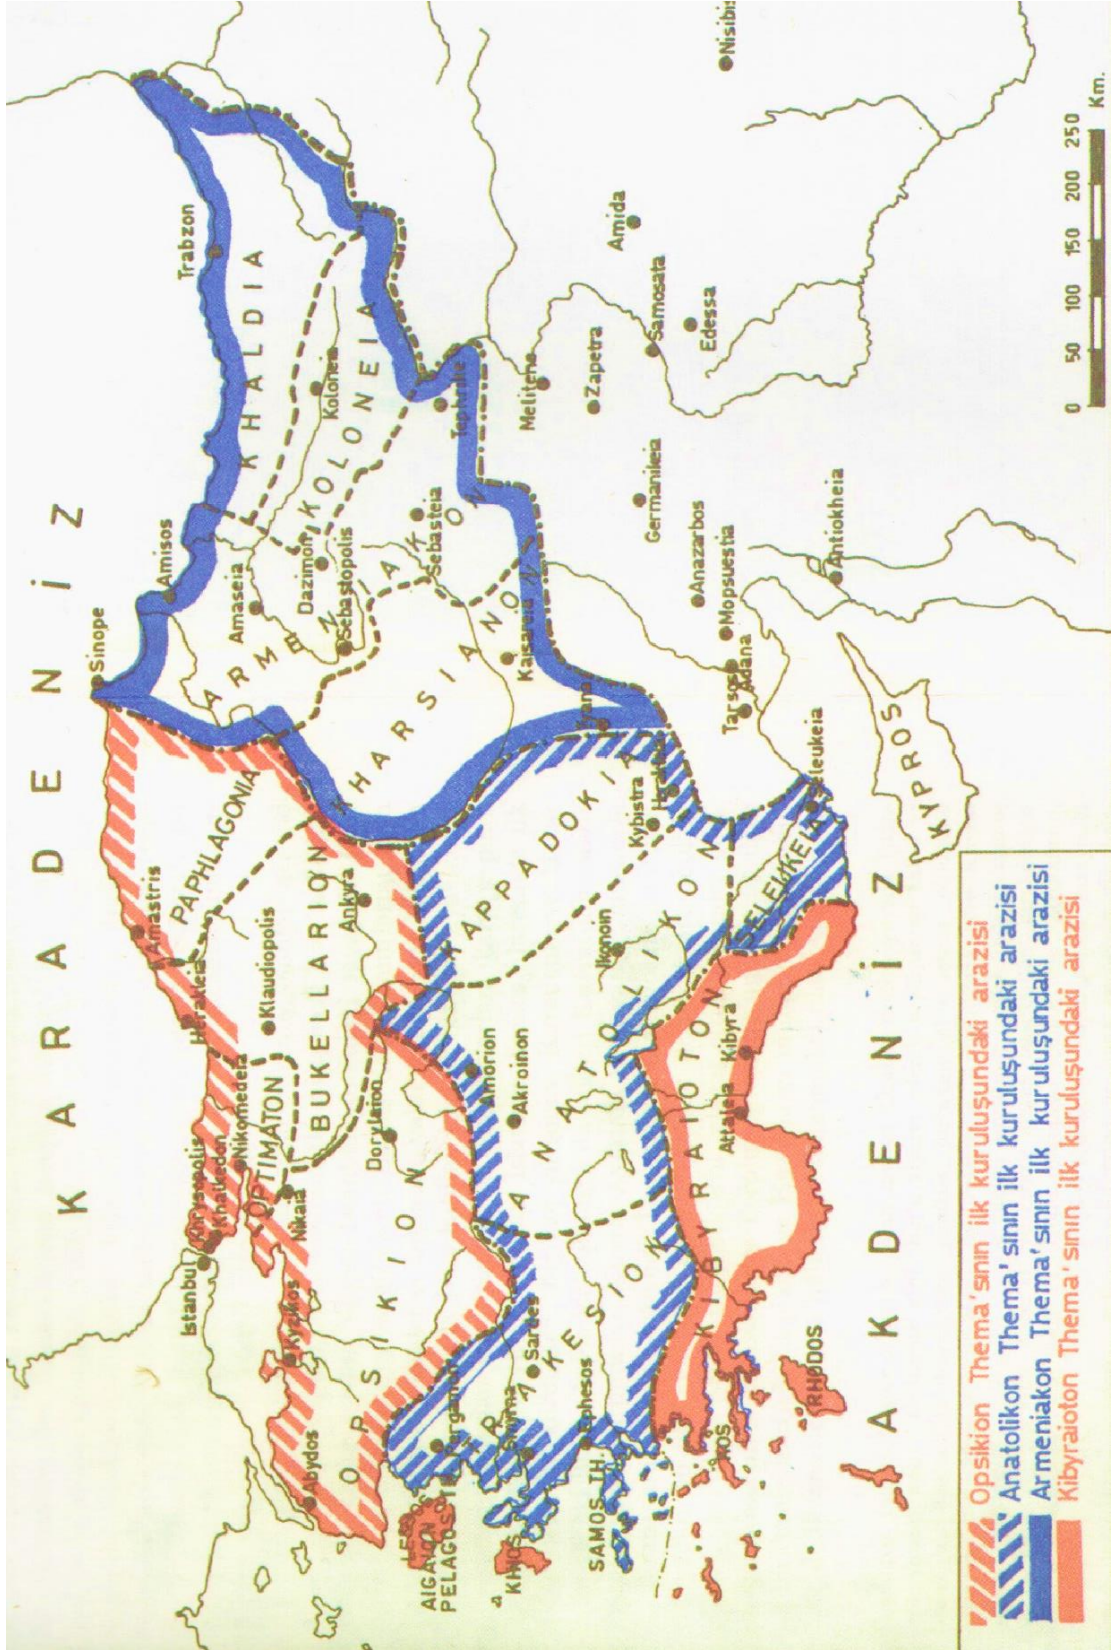 KARADENİZ
Sinope
Amisos
Trabzon
Amastris
Herakleia
PAPHLAGONIA
Amaseia
ARMENIAKON
KHALDIA
Khrysopolis
Khalkedon
İstanbul
Nikomedeia
OPTIMATON
Klaudiopolis
BUKELLARION
Dazimon
Sebastopolis
KOLONEIA
Koloneia
Nikaia
Kyzikos
Abydos
OPSIKION
Dorylaion
Ankyra
KHARSIANON
Sebasteia
Tephrike
Kaisareia
Melitene
AIGAION
PELAGOS
Pergamon
Sardes
Smyrna
Ephesos
Amorion
Akroinon
ANATOLIKON
KAPPADOKIA
Tyana
Kybistra
Herakleia
Zapetra
Germanikeia
Samosata
Amida
Edessa
Nisibis
KHIOS
SAMOS TH.
KOS
RHODOS
KIBYRAIOTON
Attaleia
Kibyra
Ikonoin
SELEUKEIA
Seleukeia
Tarsos
Adana
Mopsuestia
Anazarbos
Antiokheia
KYPROS
AKDENİZ
Opsikion Thema'sının ilk kuruluşundaki arazisi
Anatolikon Thema'sının ilk kuruluşundaki arazisi
Armeniakon Thema'sının ilk kuruluşundaki arazisi
Kibyraioton Thema'sının ilk kuruluşundaki arazisi
0 50 100 150 200 250 Km.